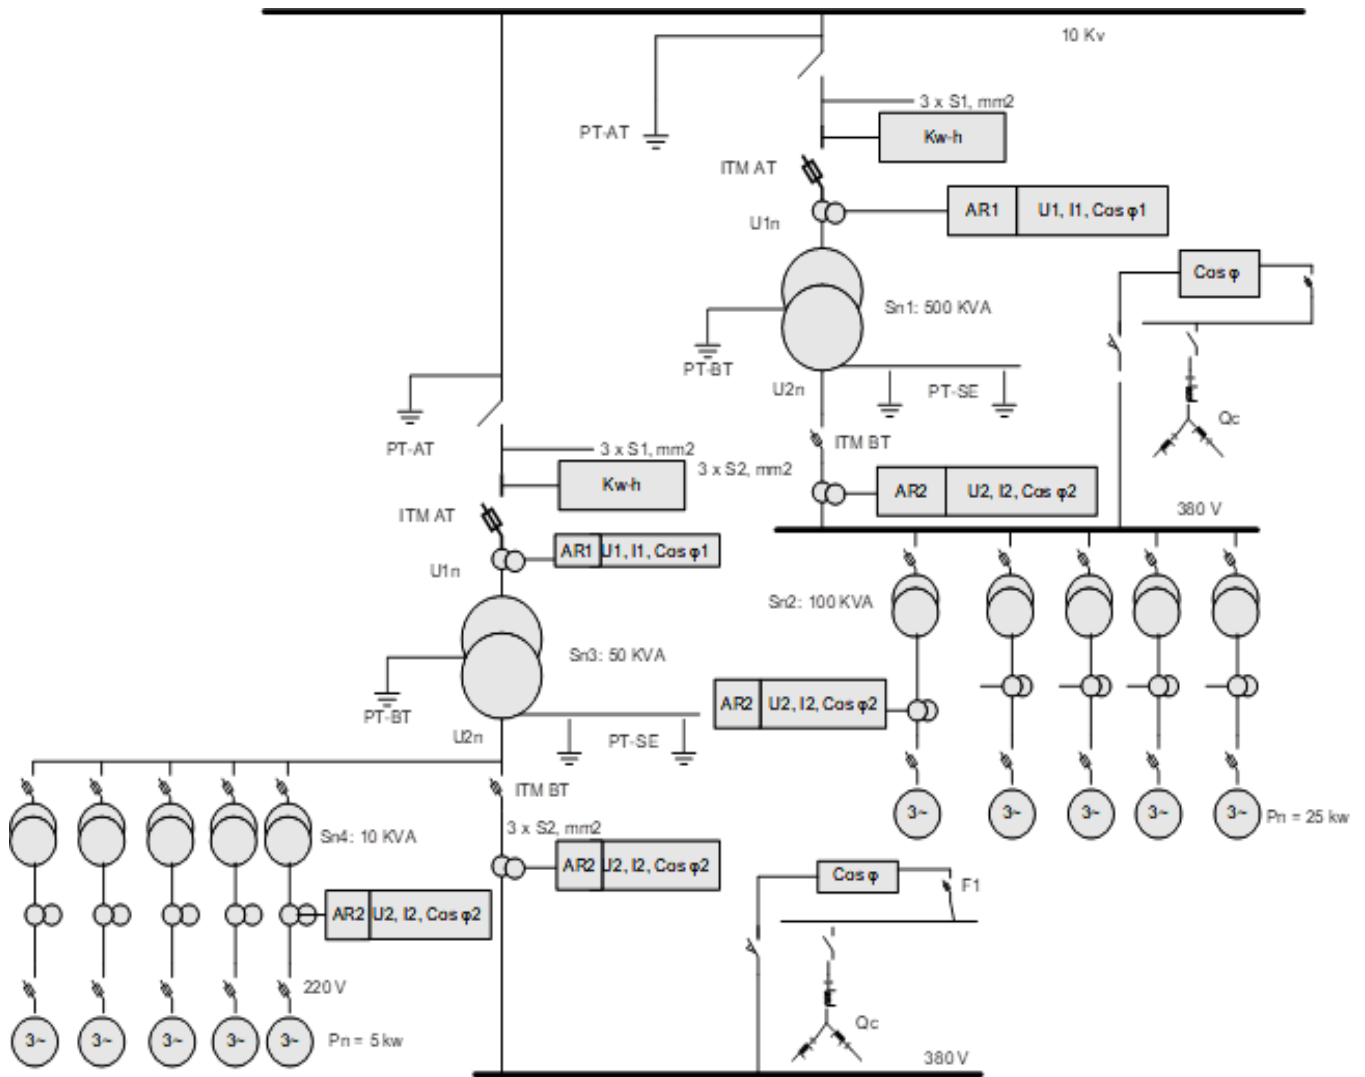 10 Kv
3 x S1, mm2
PT-AT
Kw-h
ITM AT
AR1 U1, I1, Cos φ1
U1n
Cos φ
Sn1: 500 KVA
PT-BT
U2n
PT-SE
Qc
ITM BT
PT-AT
3 x S1, mm2
3 x S2, mm2
Kw-h
AR2 U2, I2, Cos φ2
380 V
ITM AT
AR1 U1, I1, Cos φ1
U1n
Sn2: 100 KVA
Sn3: 50 KVA
AR2 U2, I2, Cos φ2
PT-BT
U2n
PT-SE
ITM BT
3~ 3~ 3~ 3~ 3~
Pn = 25 kw
3 x S2, mm2
Sn4: 10 KVA
AR2 U2, I2, Cos φ2
Cos φ
F1
AR2 U2, I2, Cos φ2
220 V
Qc
3~ 3~ 3~ 3~ 3~
Pn = 5 kw
380 V